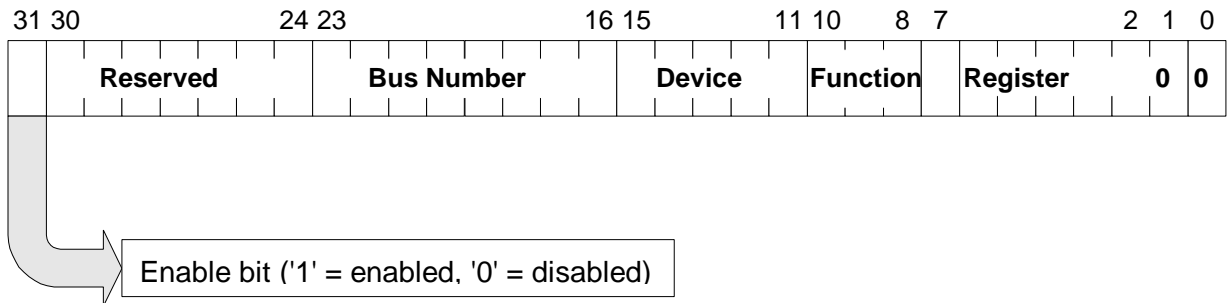 31 30 24 23 16 15 11 10 8 7 2 1 0
Reserved Bus Number Device Function Register 0 0
Enable bit ('1' = enabled, '0' = disabled)